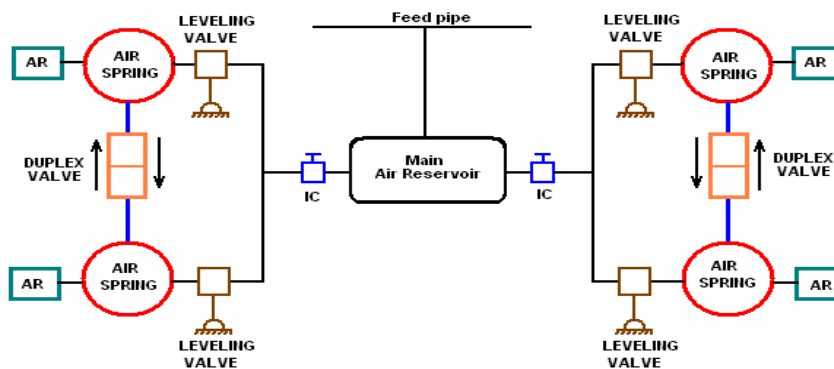 Feed pipe
LEVELING
VALVE
LEVELING
VALVE
AR
AIR
SPRING
AIR
SPRING
AR
DUPLEX
VALVE
Main
Air Reservoir
DUPLEX
VALVE
IC
IC
AR
AIR
SPRING
AIR
SPRING
AR
LEVELING
VALVE
LEVELING
VALVE